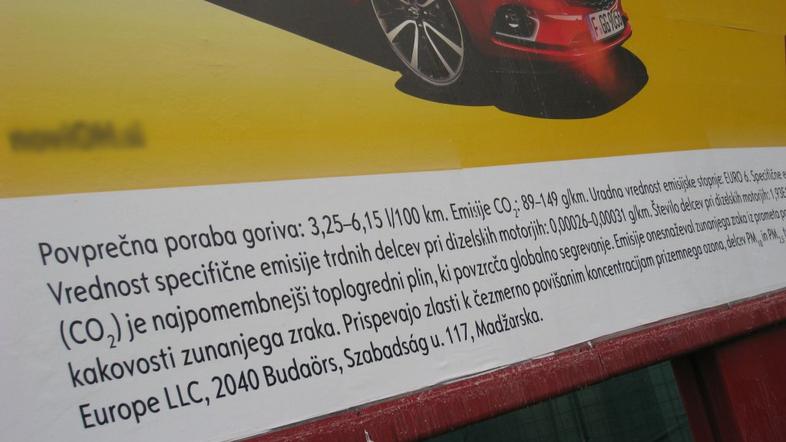 Povprečna poraba goriva: 3,25–6,15 l/100 km. Emisije CO₂: 89–149 g/km. Uradna vrednost emisijske stopnje: EURO 6. Specifične
Vrednost specifične emisije trdnih delcev pri dizelskih motorjih: 0,00026–0,00031 g/km. Število delcev pri dizelskih motorjih:
(CO₂) je najpomembnejši toplogredni plin, ki povzrča globalno segrevanje. Emisije onesnaževal zunanjega zraka iz prometa
kakovosti zunanjega zraka. Prispevajo zlasti k čezmerno povišanim koncentracijam prizemnega ozona, delcev PM₁₀ in PM₂,₅,
Europe LLC, 2040 Budaörs, Szabadság u. 117, Madžarska.